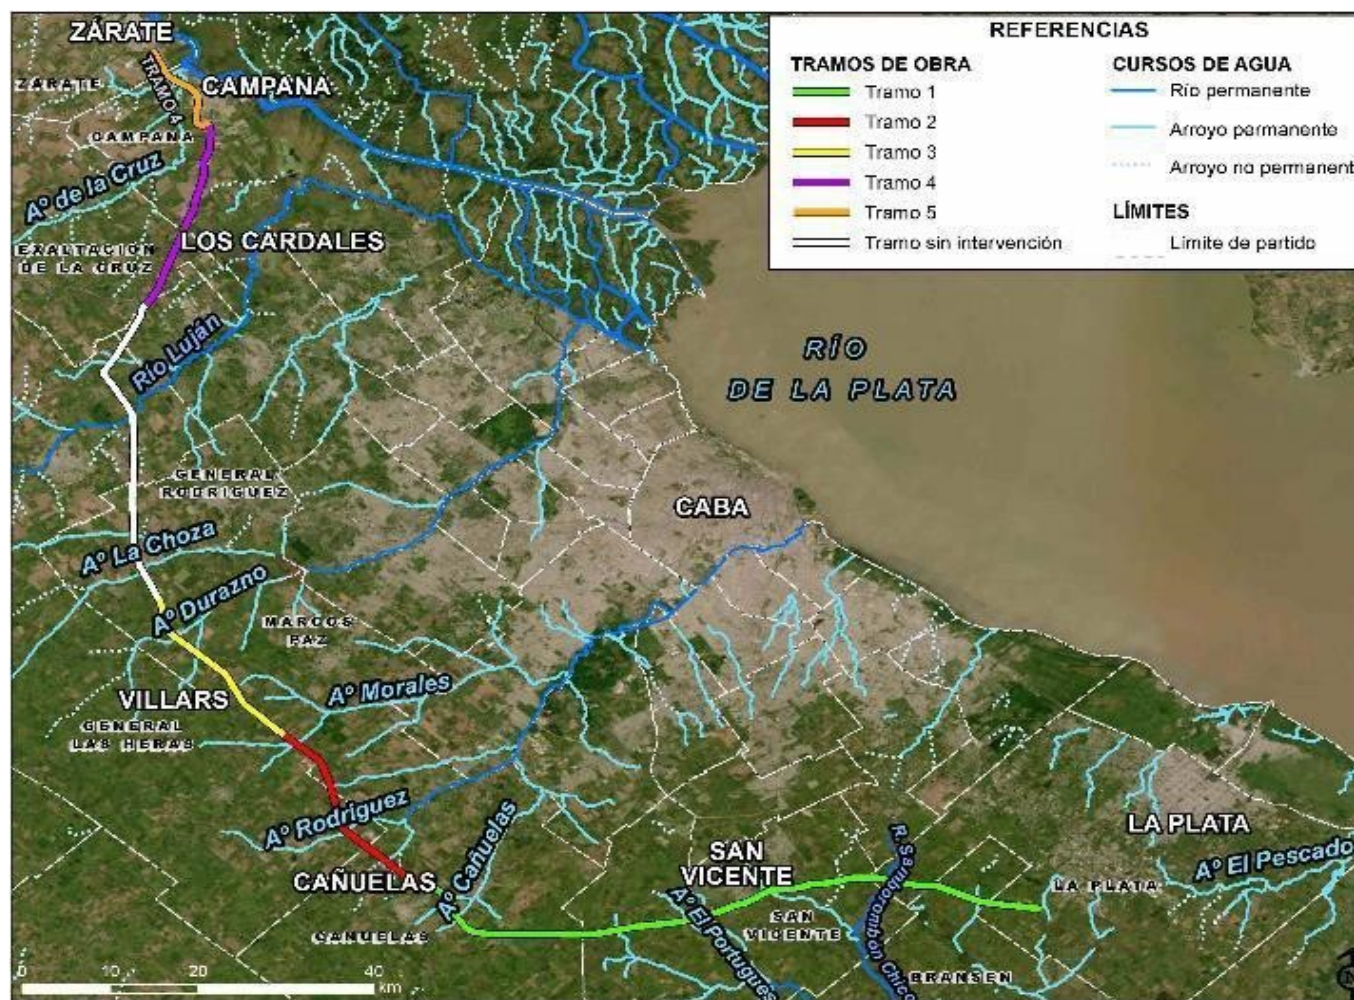 ZÁRATE
ZÁRATE
TRAMO 4
CAMPANA
CAMPANA
Aº de la Cruz
EXALTACIÓN
DE LA CRUZ
LOS CARDALES
Río Luján
GENERAL
RODRIGUEZ
Aº La Choza
Aº Durazno
MARCOS
PAZ
VILLARS
Aº Morales
GENERAL
LAS HERAS
Aº Rodriguez
CAÑUELAS
Aº Cañuelas
CAÑUELAS
CABA
RÍO
DE LA PLATA
SAN
VICENTE
Aº El Portugues
SAN
VICENTE
R. Samborombón Chico
BRANSEN
LA PLATA
LA PLATA
Aº El Pescado
REFERENCIAS
TRAMOS DE OBRA
Tramo 1
Tramo 2
Tramo 3
Tramo 4
Tramo 5
Tramo sin intervención
CURSOS DE AGUA
Río permanente
Arroyo permanente
Arroyo no permanent
LÍMITES
Límite de partido
0 10 20 40
km
N